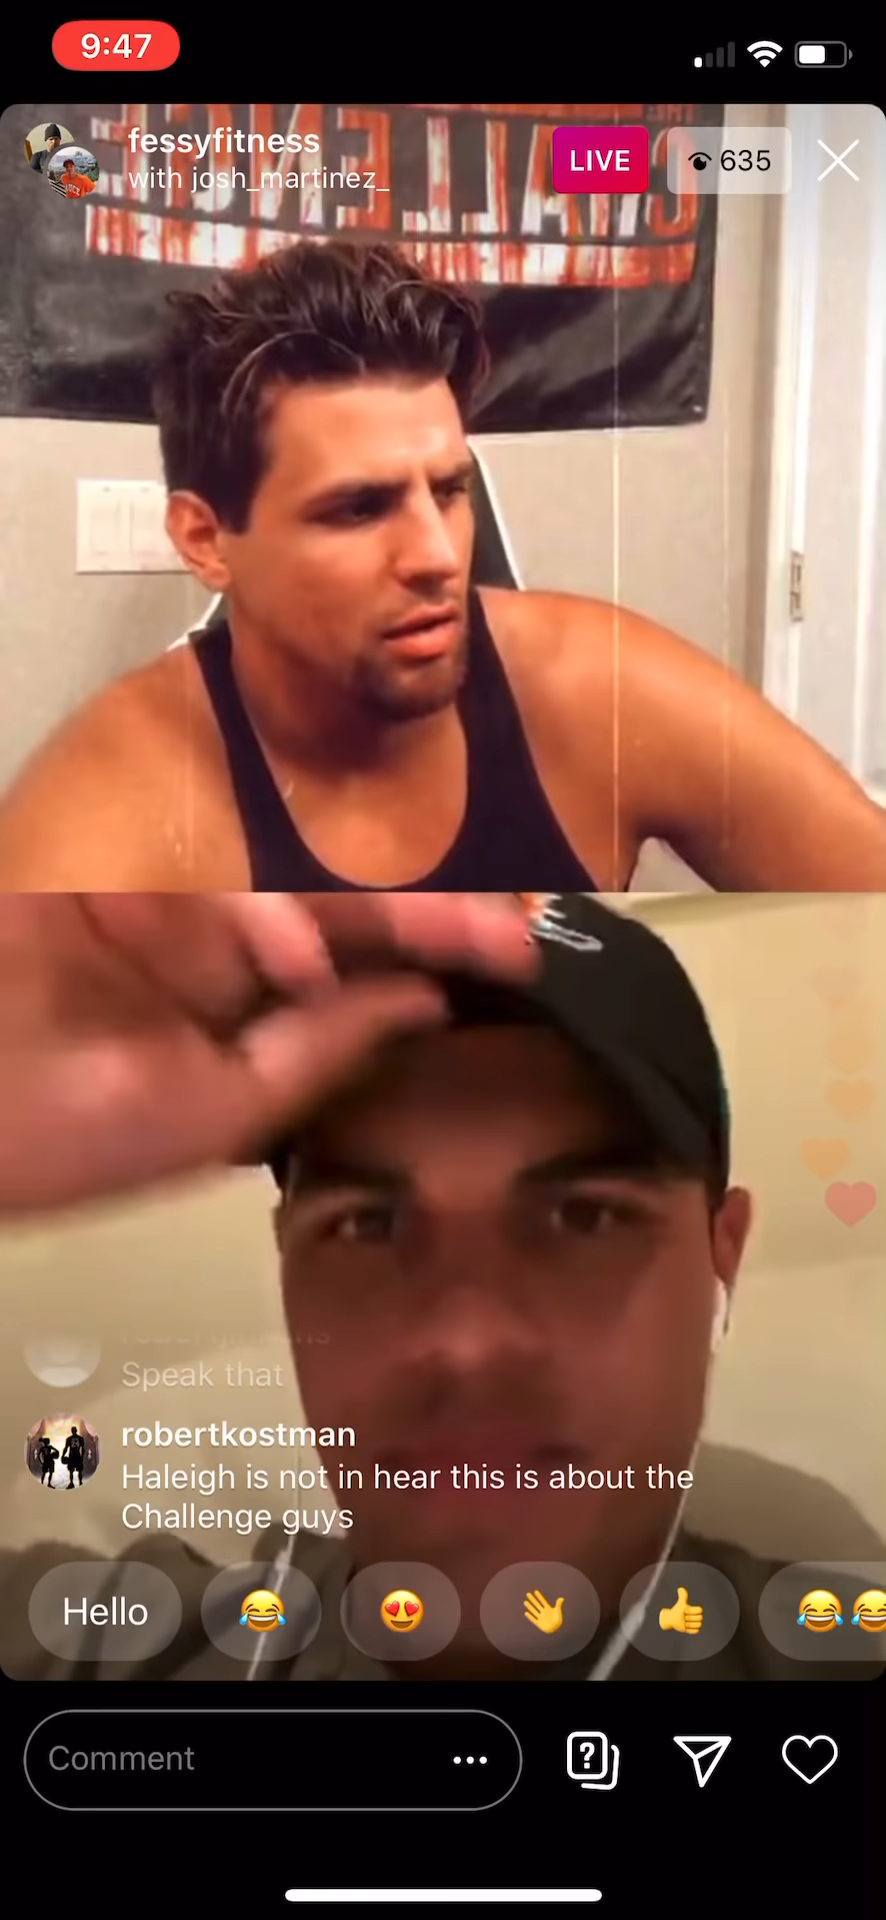 9:47
fessyfitness
with josh_martinez_
LIVE
635
Speak that
robertkostman
Haleigh is not in hear this is about the
Challenge guys
Hello
Comment